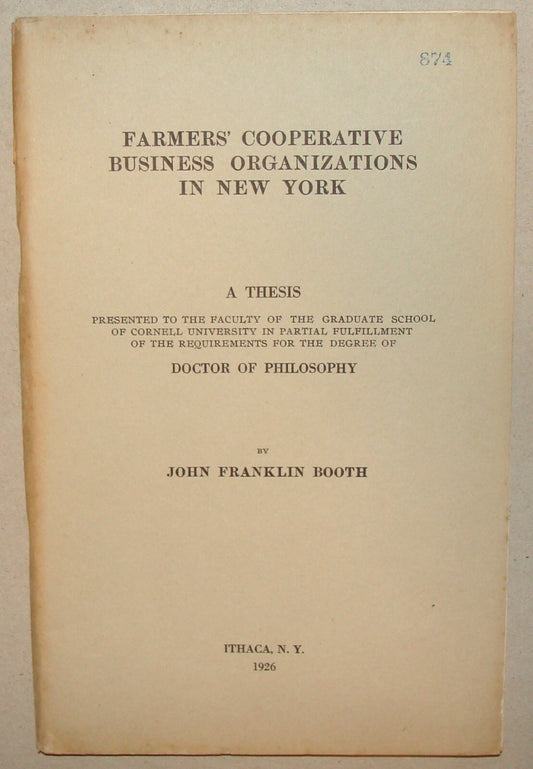 874
FARMERS' COOPERATIVE
BUSINESS ORGANIZATIONS
IN NEW YORK
A THESIS
PRESENTED TO THE FACULTY OF THE GRADUATE SCHOOL
OF CORNELL UNIVERSITY IN PARTIAL FULFILLMENT
OF THE REQUIREMENTS FOR THE DEGREE OF
DOCTOR OF PHILOSOPHY
BY
JOHN FRANKLIN BOOTH
ITHACA, N. Y.
1926